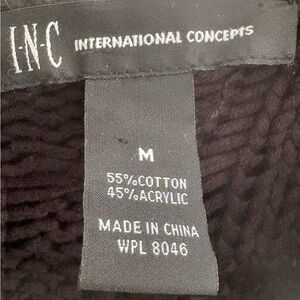 I·N·C INTERNATIONAL CONCEPTS
M
55%COTTON
45%ACRYLIC
MADE IN CHINA
WPL 8046